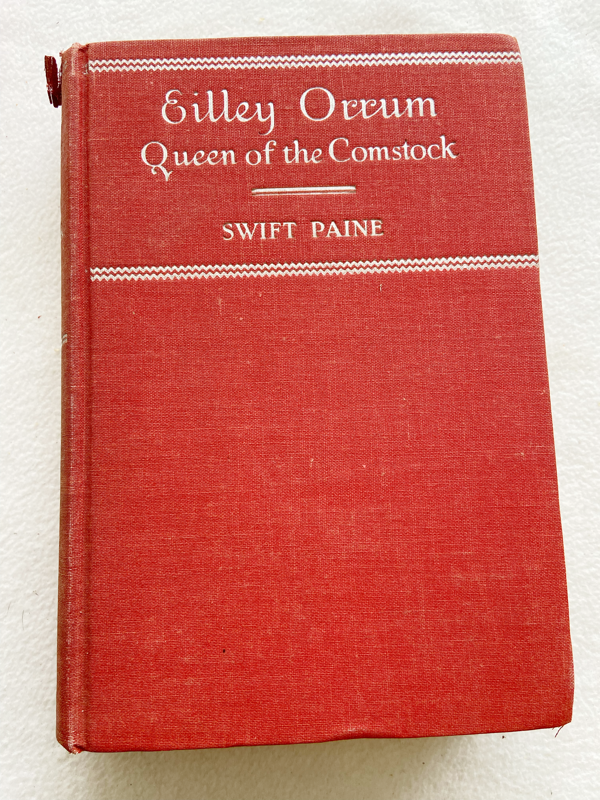 Eilley Orrum
Queen of the Comstock
SWIFT PAINE